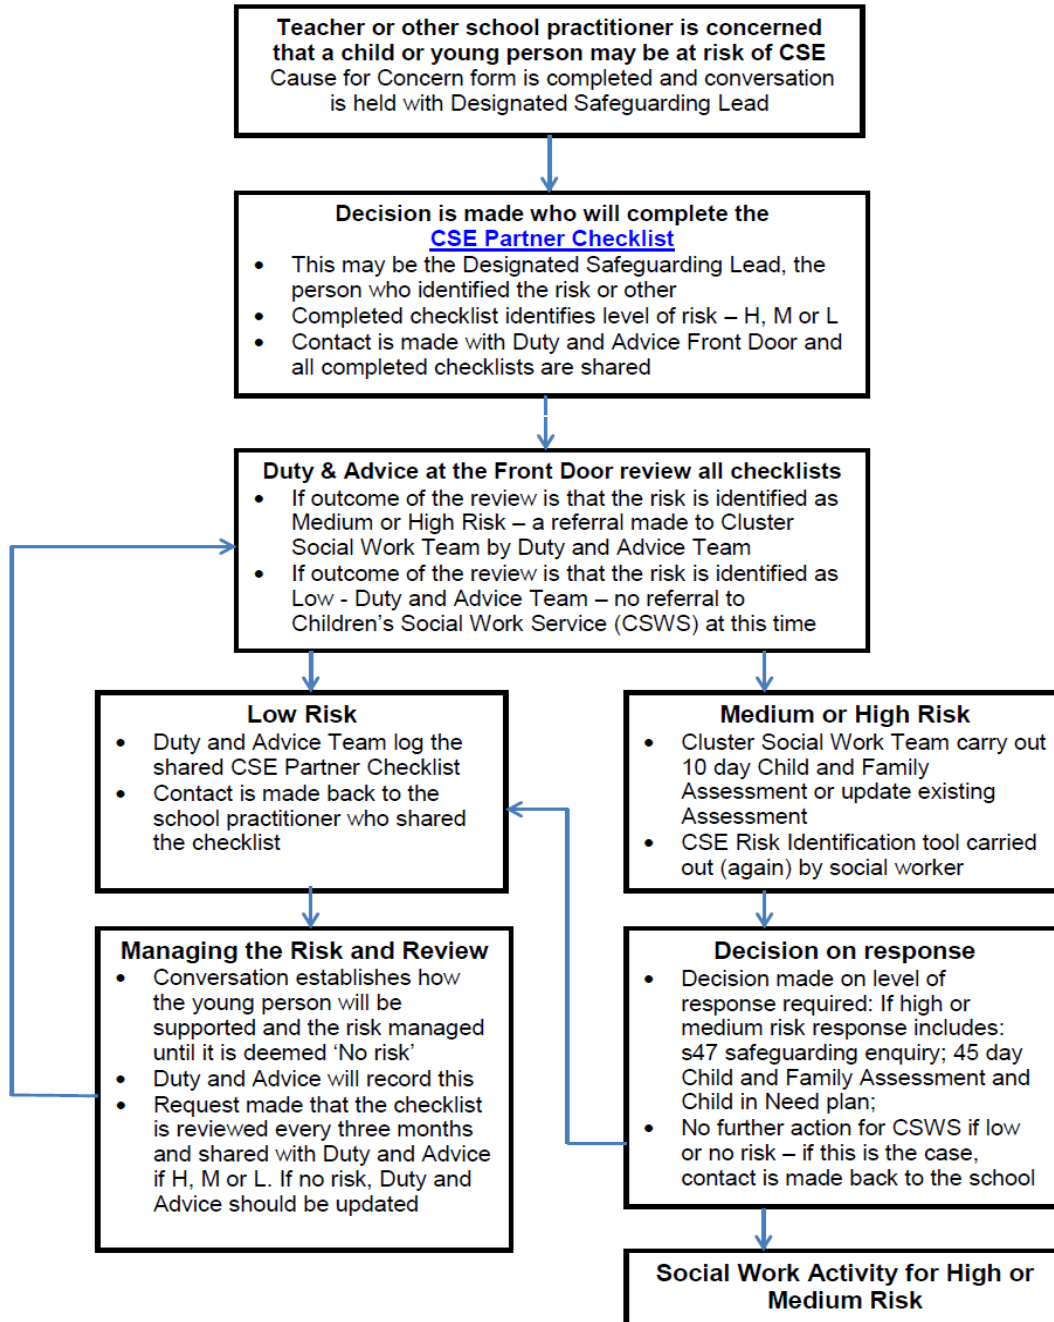 Teacher or other school practitioner is concerned
that a child or young person may be at risk of CSE
Cause for Concern form is completed and conversation
is held with Designated Safeguarding Lead
Decision is made who will complete the
CSE Partner Checklist
• This may be the Designated Safeguarding Lead, the
person who identified the risk or other
• Completed checklist identifies level of risk – H, M or L
• Contact is made with Duty and Advice Front Door and
all completed checklists are shared
Duty & Advice at the Front Door review all checklists
• If outcome of the review is that the risk is identified as
Medium or High Risk – a referral made to Cluster
Social Work Team by Duty and Advice Team
• If outcome of the review is that the risk is identified as
Low - Duty and Advice Team – no referral to
Children's Social Work Service (CSWS) at this time
Low Risk
• Duty and Advice Team log the
shared CSE Partner Checklist
• Contact is made back to the
school practitioner who shared
the checklist
Medium or High Risk
• Cluster Social Work Team carry out
10 day Child and Family
Assessment or update existing
Assessment
• CSE Risk Identification tool carried
out (again) by social worker
Managing the Risk and Review
• Conversation establishes how
the young person will be
supported and the risk managed
until it is deemed 'No risk'
• Duty and Advice will record this
• Request made that the checklist
is reviewed every three months
and shared with Duty and Advice
if H, M or L. If no risk, Duty and
Advice should be updated
Decision on response
• Decision made on level of
response required: If high or
medium risk response includes:
s47 safeguarding enquiry; 45 day
Child and Family Assessment and
Child in Need plan;
• No further action for CSWS if low
or no risk – if this is the case,
contact is made back to the school
Social Work Activity for High or
Medium Risk